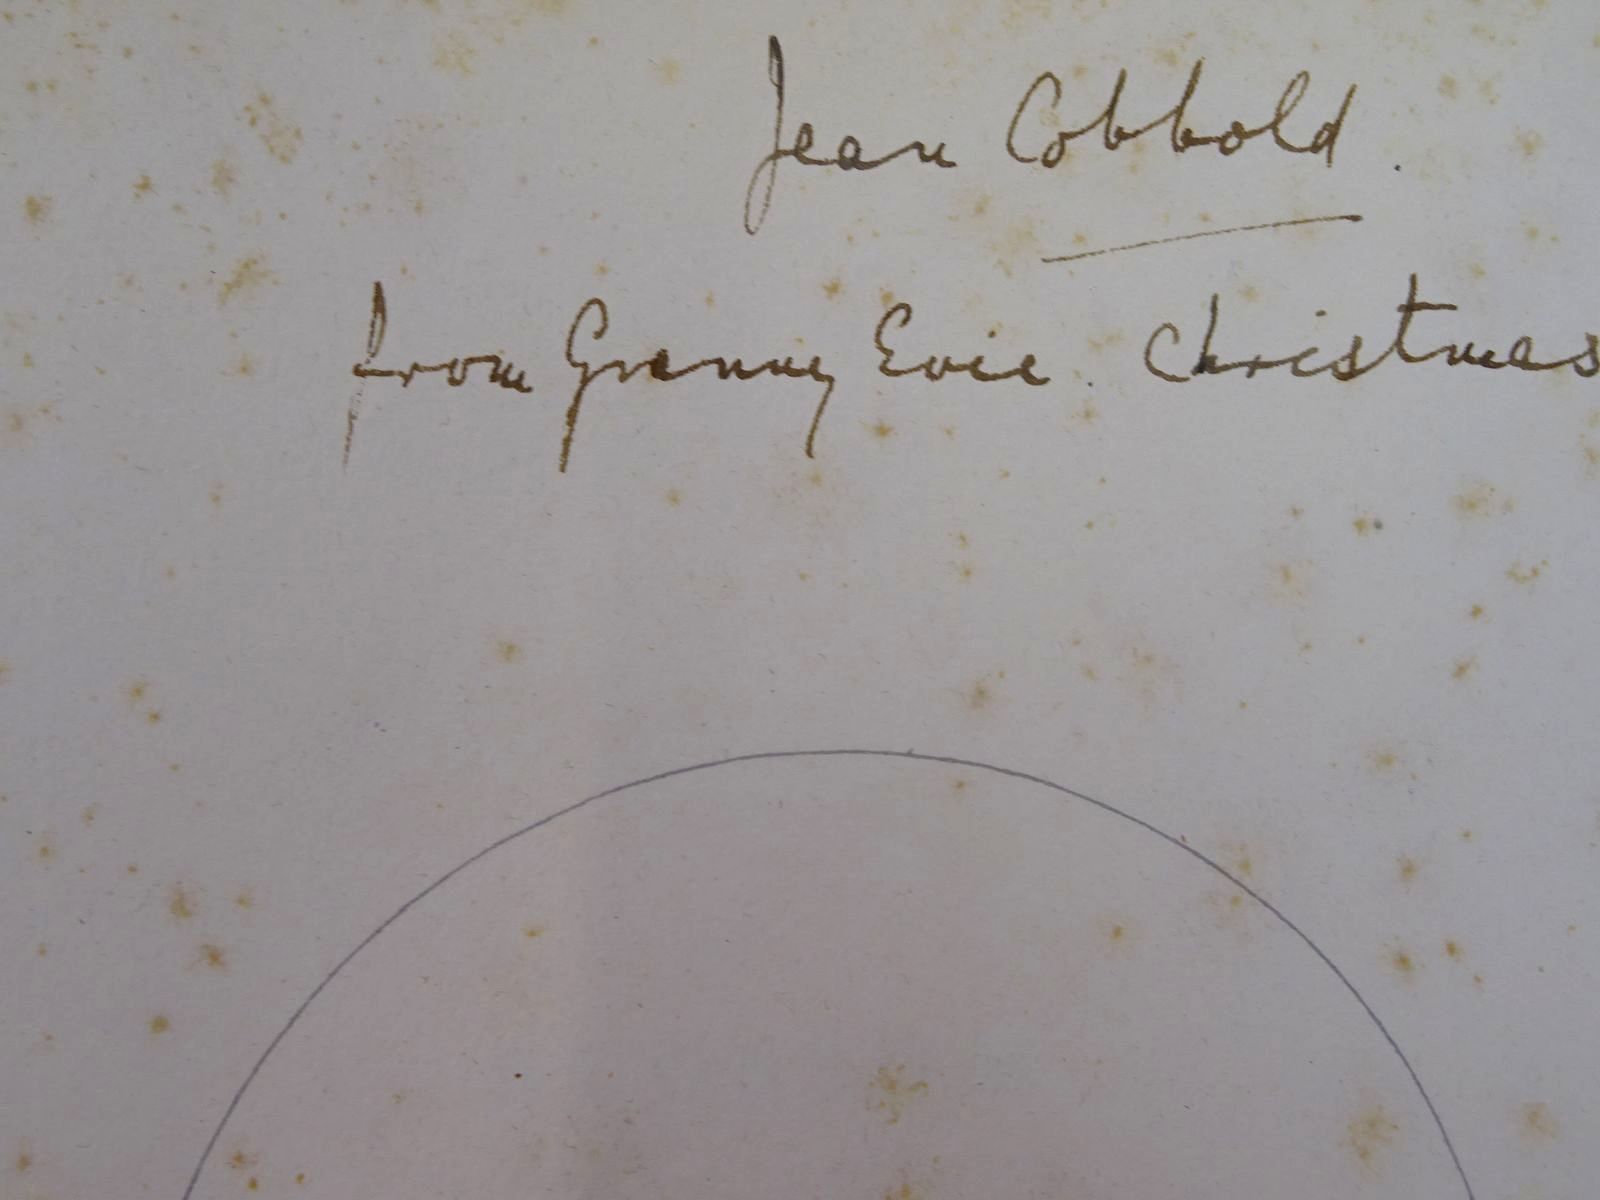 Jean Cobbold.
from Granny Evie. Christmas